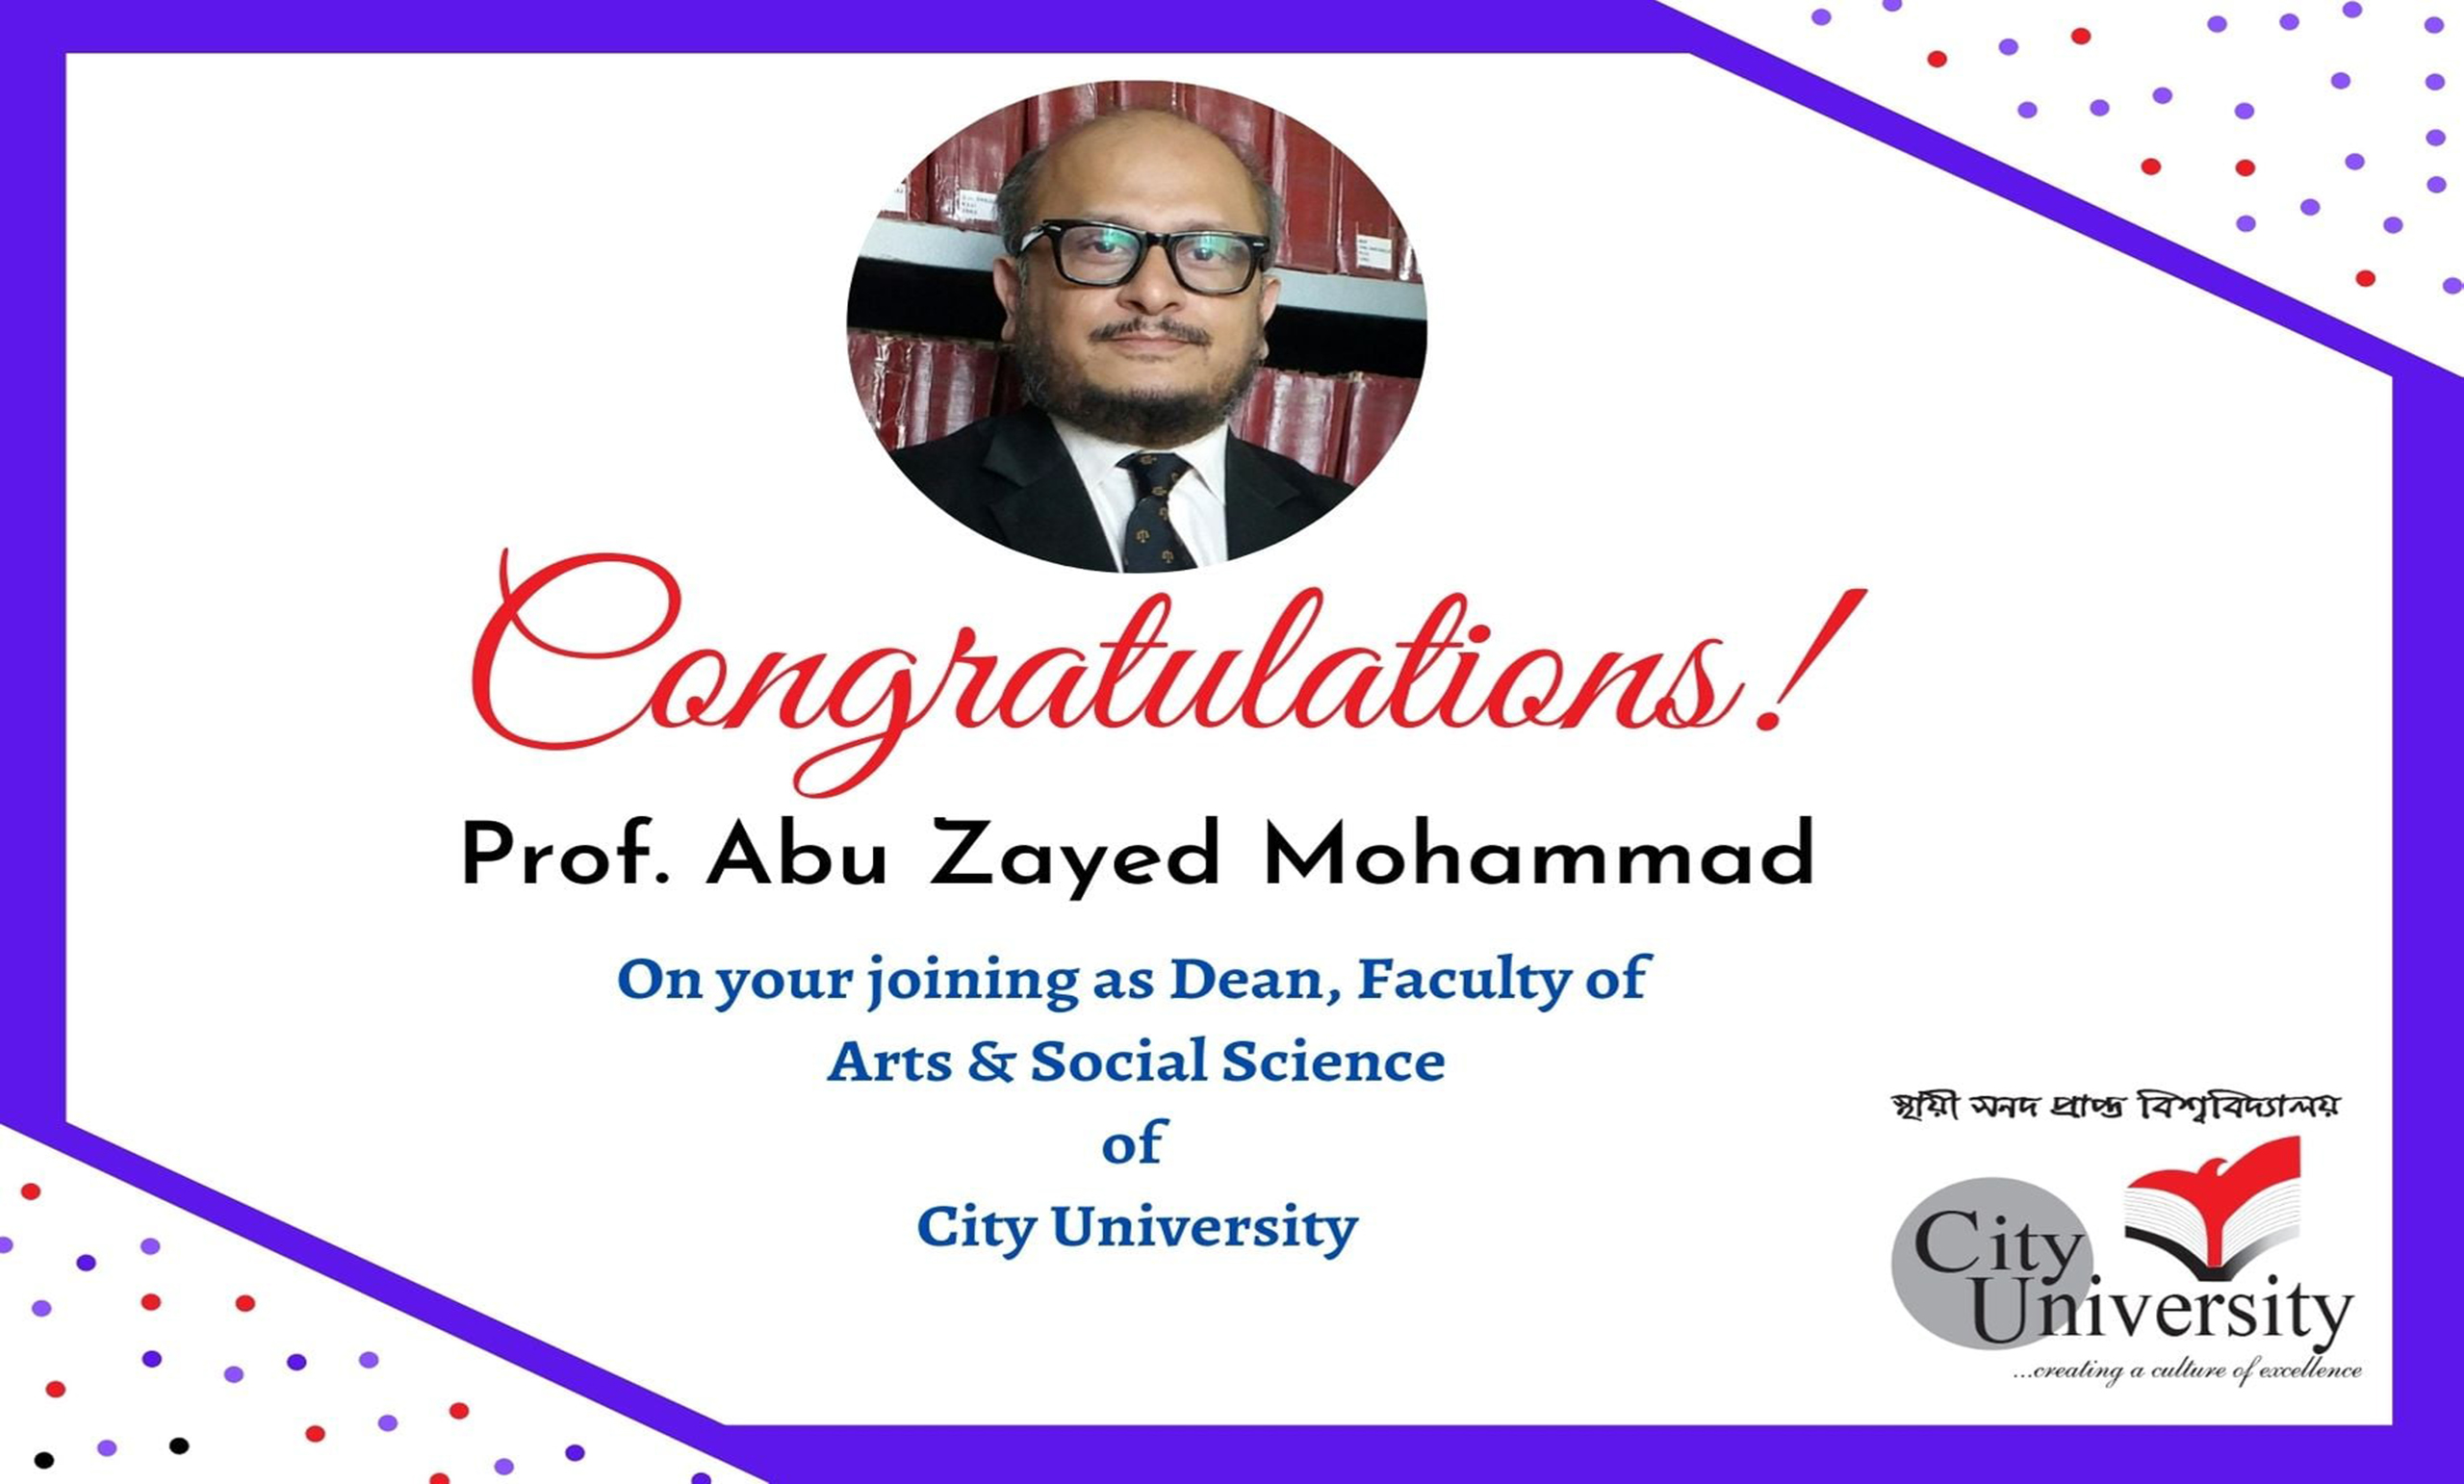 Congratulations!
Prof. Abu Zayed Mohammad
On your joining as Dean, Faculty of
Arts & Social Science
of
City University
স্থায়ী সনদ প্রাপ্ত বিশ্ববিদ্যালয়
City
University
...creating a culture of excellence